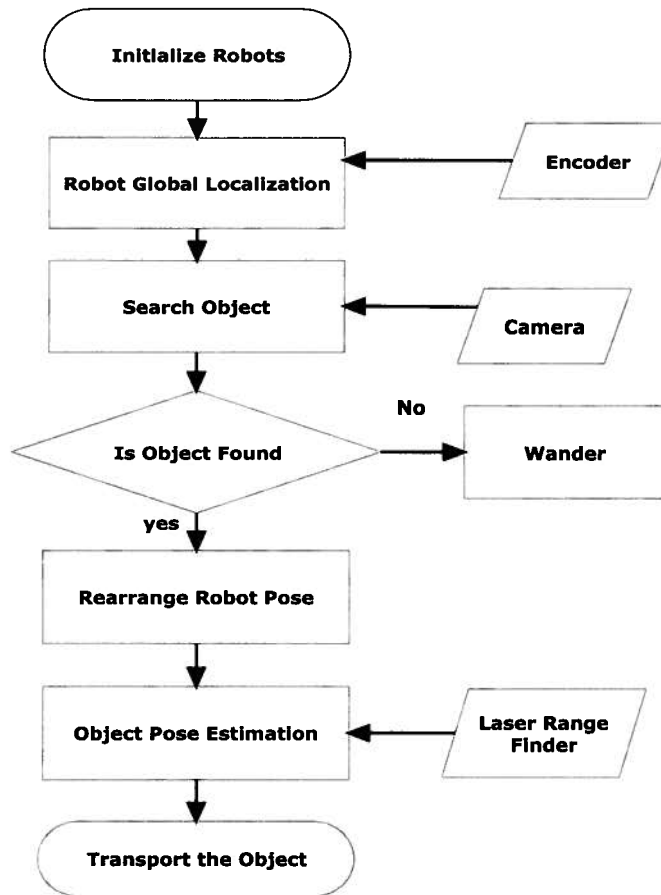 Initialize Robots
Robot Global Localization
Encoder
Search Object
Camera
Is Object Found
No
Wander
yes
Rearrange Robot Pose
Object Pose Estimation
Laser Range
Finder
Transport the Object